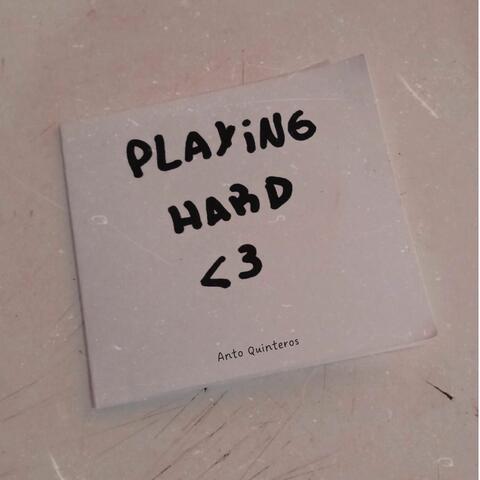 PLAYiNG
HARD
<3
Anto Quinteros